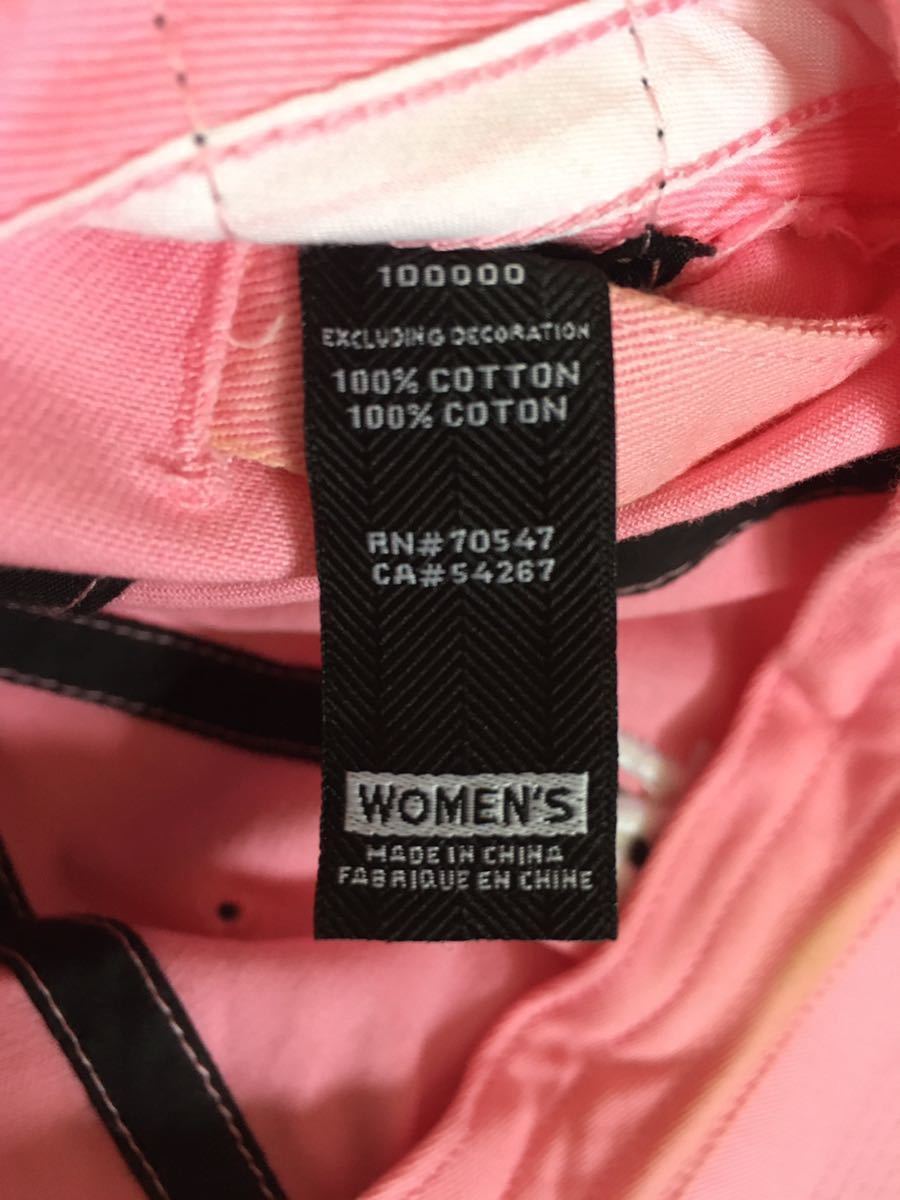 100000
EXCLUDING DECORATION
100% COTTON
100% COTON
RN#70547
CA#54267
WOMEN'S
MADE IN CHINA
FABRIQUE EN CHINE